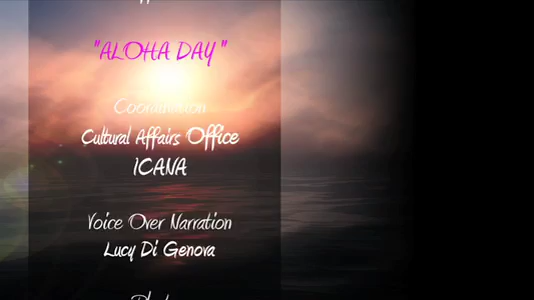 "ALOHA DAY"
Coordination
Cultural Affairs Office
ICANA
Voice Over Narration
Lucy Di Genova